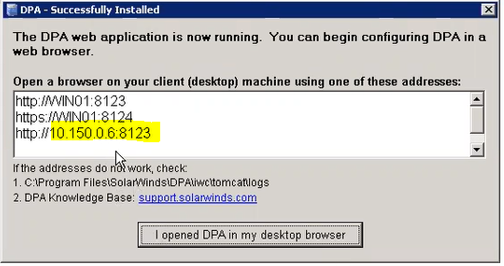 DPA - Successfully Installed
The DPA web application is now running. You can begin configuring DPA in a
web browser.
Open a browser on your client (desktop) machine using one of these addresses:
http://WIN01:8123
https://WIN01:8124
http://10.150.0.6:8123
If the addresses do not work, check:
1. C:\Program Files\SolarWinds\DPA\iwc\tomcat\logs
2. DPA Knowledge Base: support.solarwinds.com
I opened DPA in my desktop browser